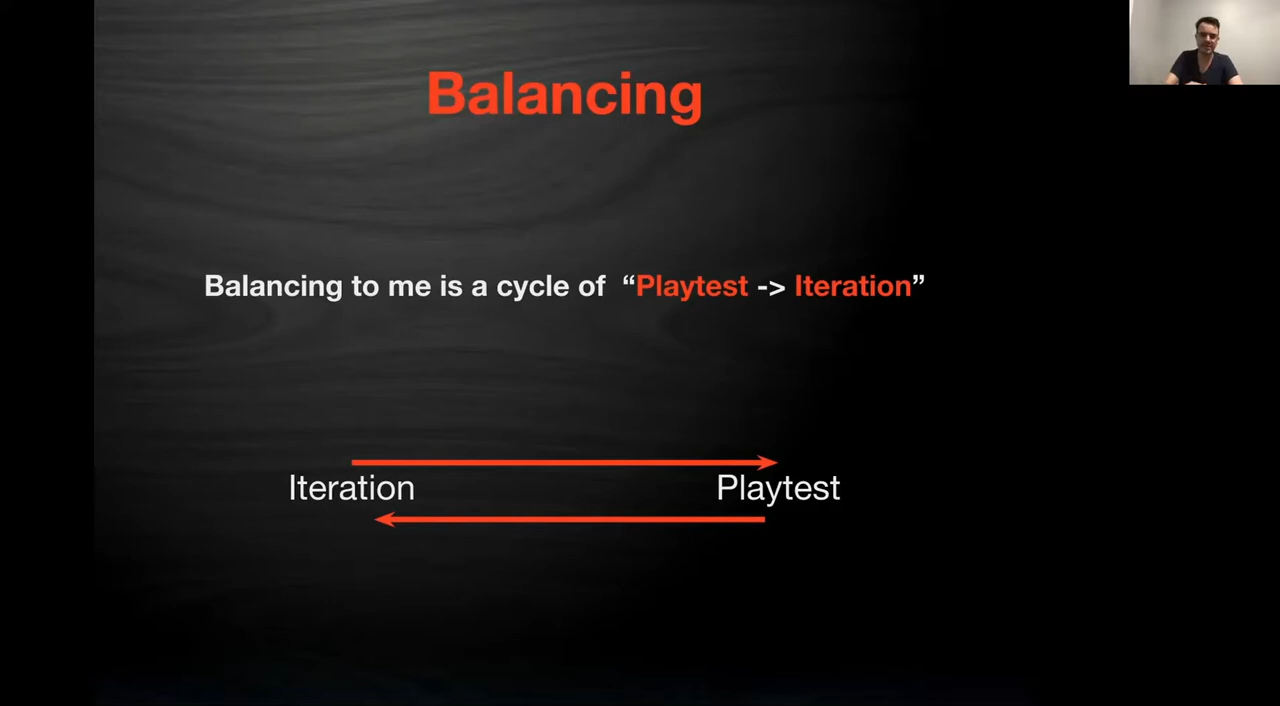 Balancing
Balancing to me is a cycle of “Playtest -> Iteration”
Iteration
Playtest